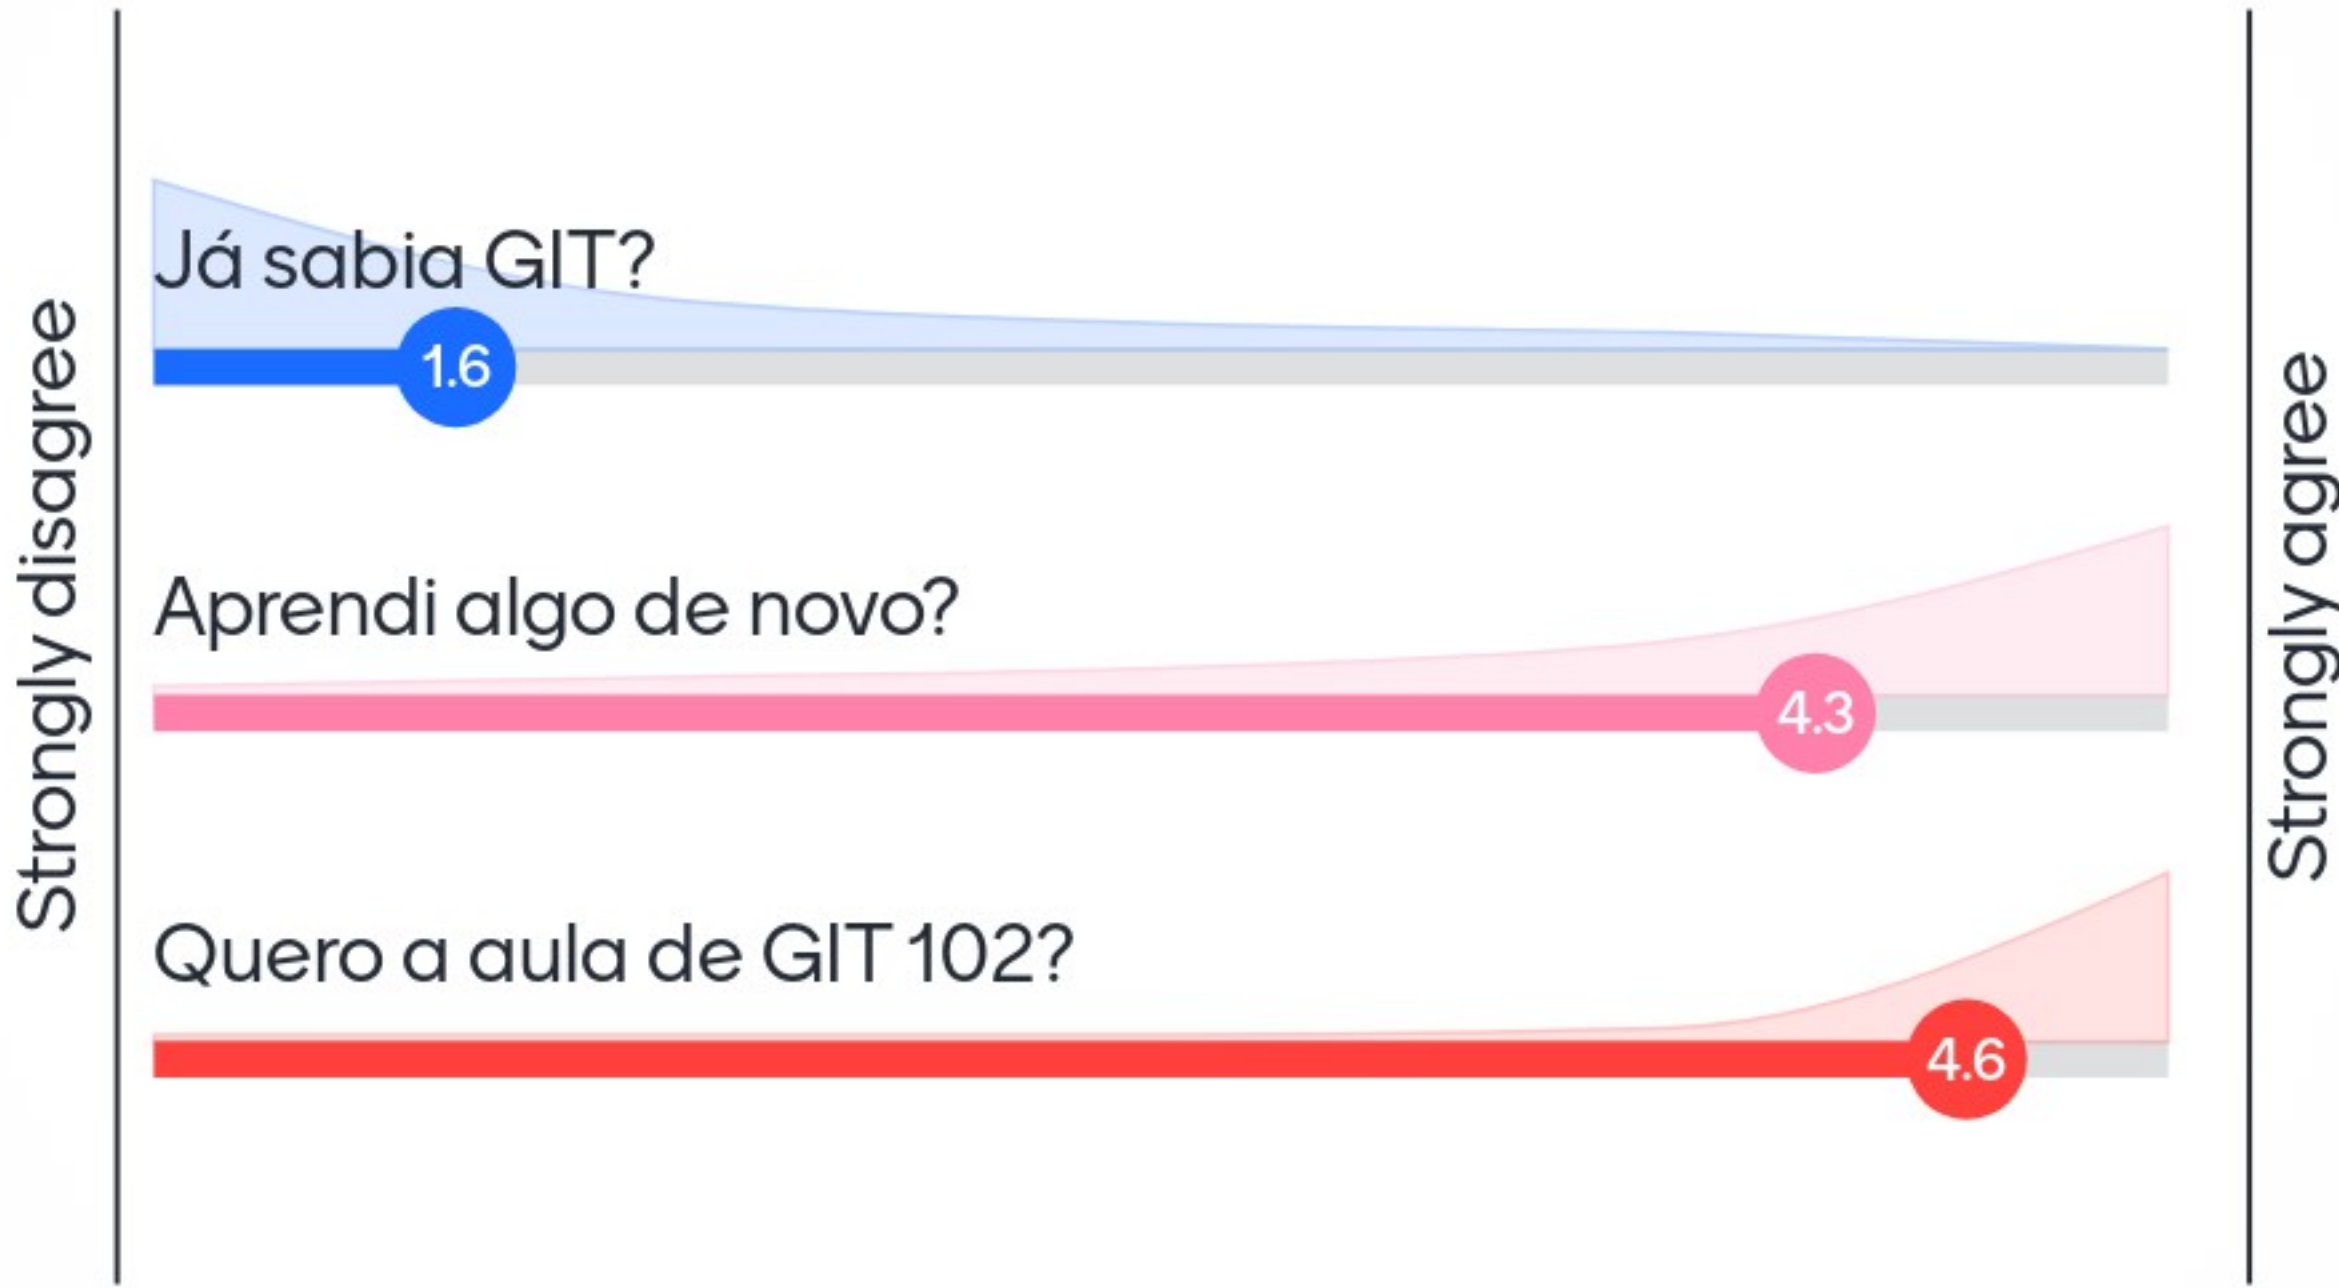 Strongly disagree
Já sabia GIT?
1.6
Aprendi algo de novo?
4.3
Quero a aula de GIT 102?
4.6
Strongly agree